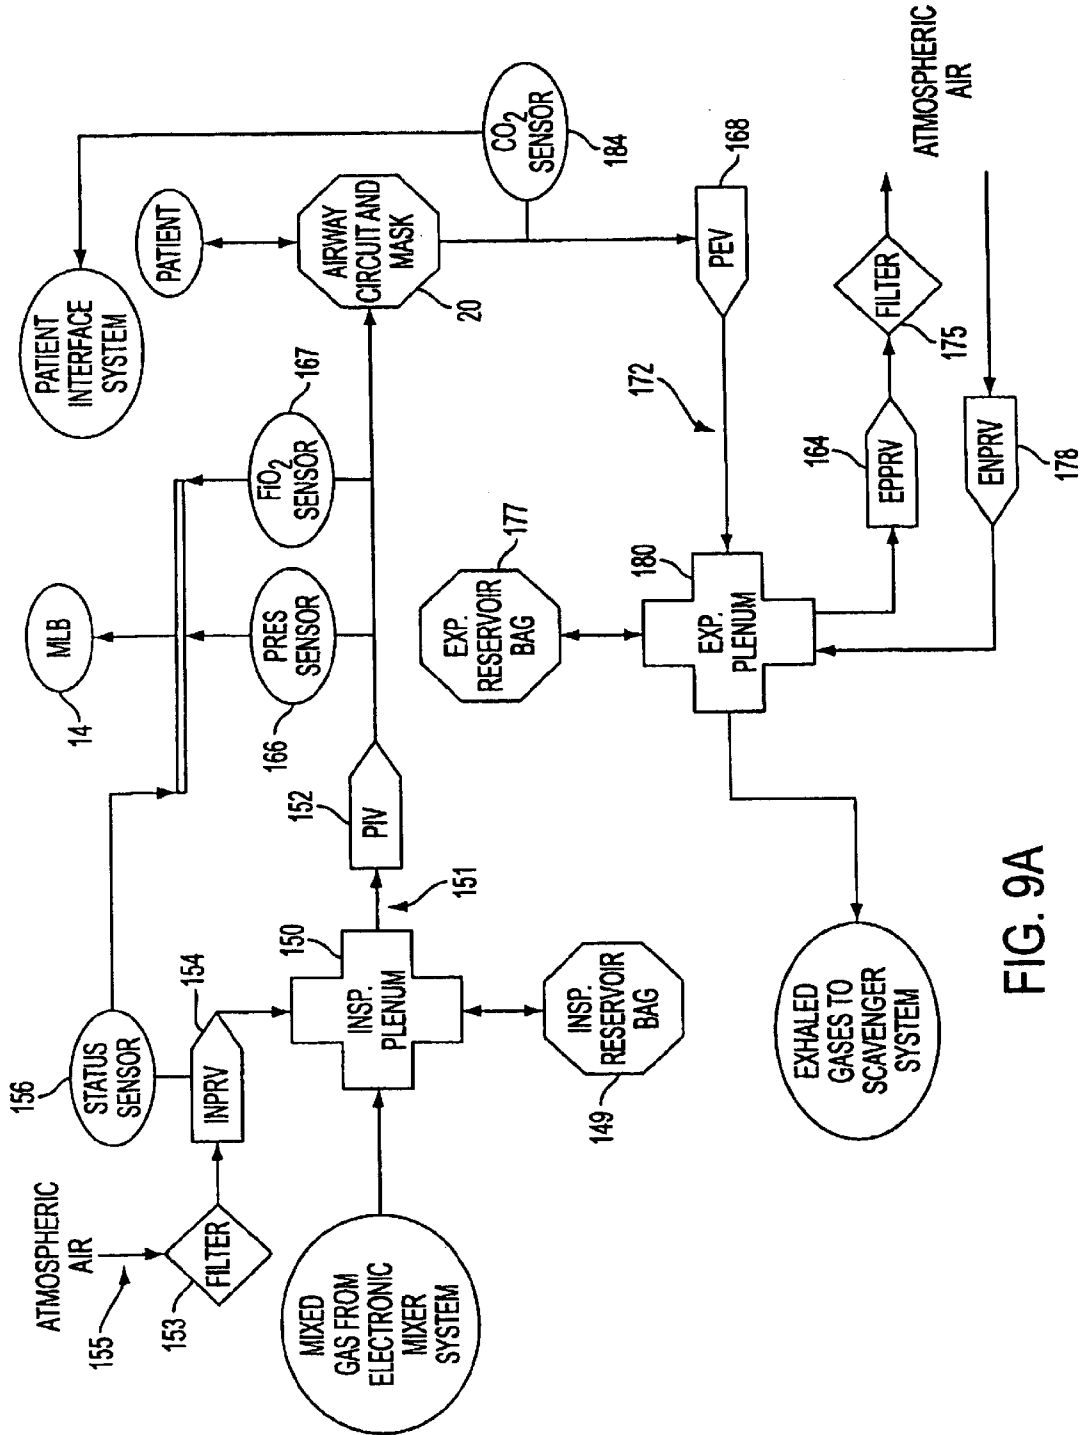 ATMOSPHERIC
AIR
155
153
FILTER
156
STATUS
SENSOR
INPRV
154
MIXED
GAS FROM
ELECTRONIC
MIXER
SYSTEM
INSP.
PLENUM
150
151
INSP.
RESERVOIR
BAG
149
PIV
152
14
MLB
PRES
SENSOR
166
FiO2
SENSOR
167
PATIENT
INTERFACE
SYSTEM
PATIENT
AIRWAY
CIRCUIT AND
MASK
20
CO2
SENSOR
184
PEV
168
172
EXP.
RESERVOIR
BAG
177
EXP.
PLENUM
180
EXHALED
GASES TO
SCAVENGER
SYSTEM
EPPRV
164
FILTER
175
ENPRV
178
ATMOSPHERIC
AIR
FIG. 9A